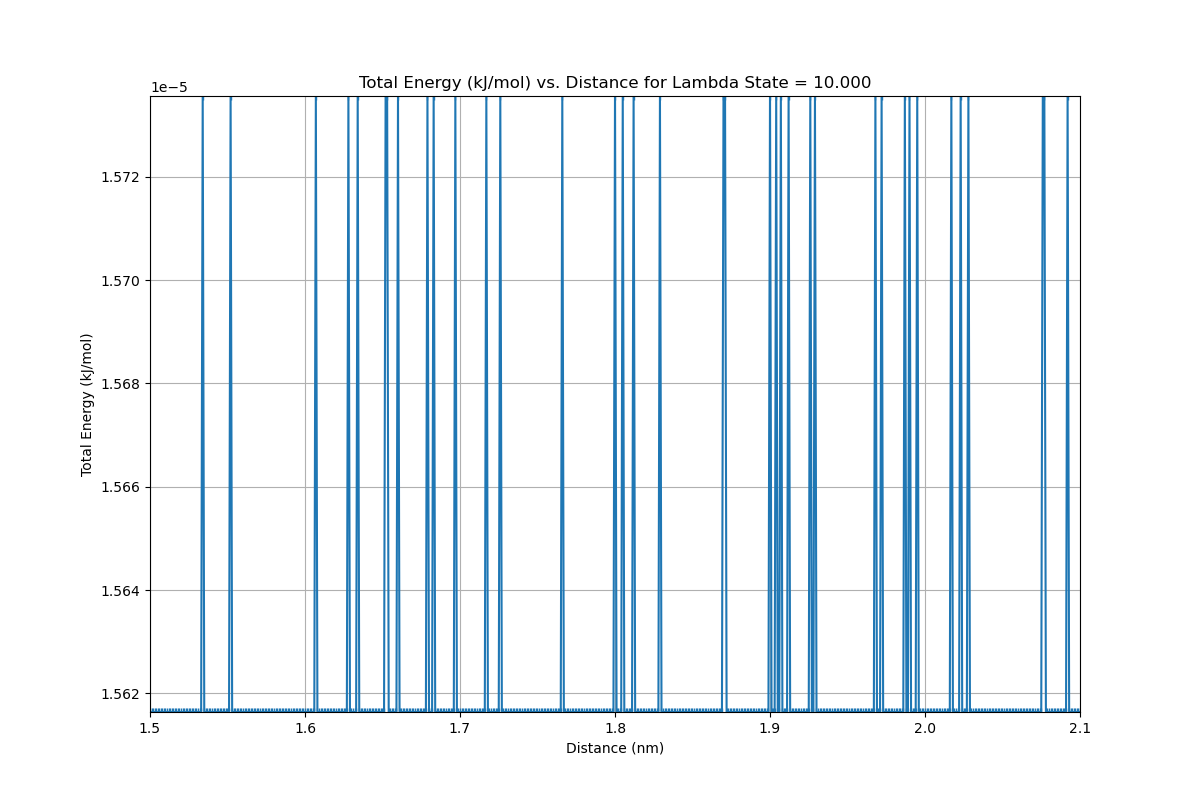 Total Energy (kJ/mol) vs. Distance for Lambda State = 10.000
1e−5
1.572
1.570
1.568
1.566
1.564
1.562
Total Energy (kJ/mol)
1.5 1.6 1.7 1.8 1.9 2.0 2.1
Distance (nm)